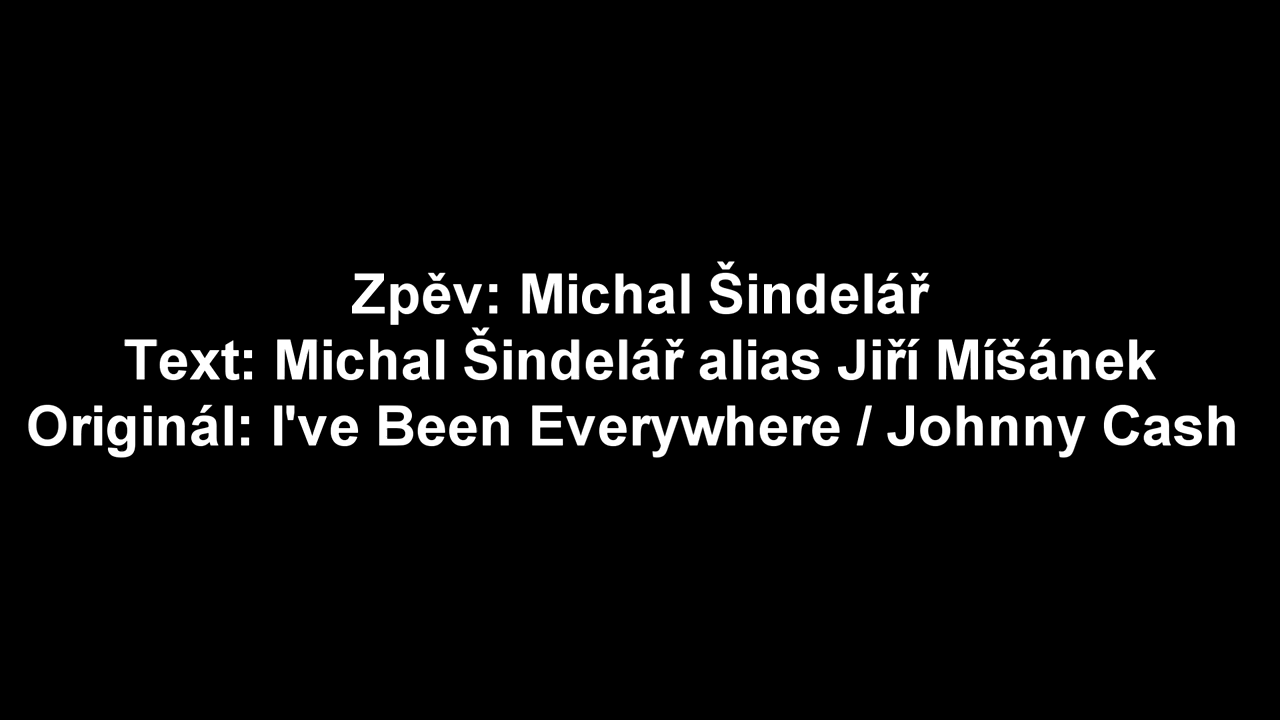 Zpěv: Michal Šindelář
Text: Michal Šindelář alias Jiří Míšánek
Originál: I've Been Everywhere / Johnny Cash